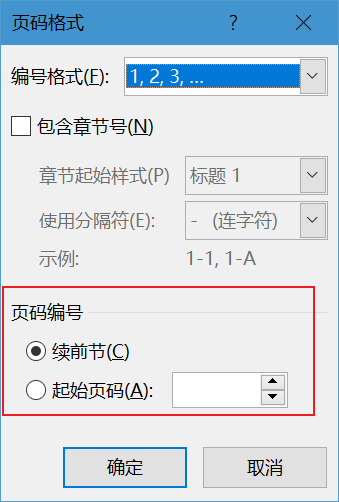 页码格式 ?
编号格式(F): 1, 2, 3, ...
包含章节号(N)
章节起始样式(P) 标题 1
使用分隔符(E): - (连字符)
示例: 1-1, 1-A
页码编号
续前节(C)
起始页码(A):
确定 取消